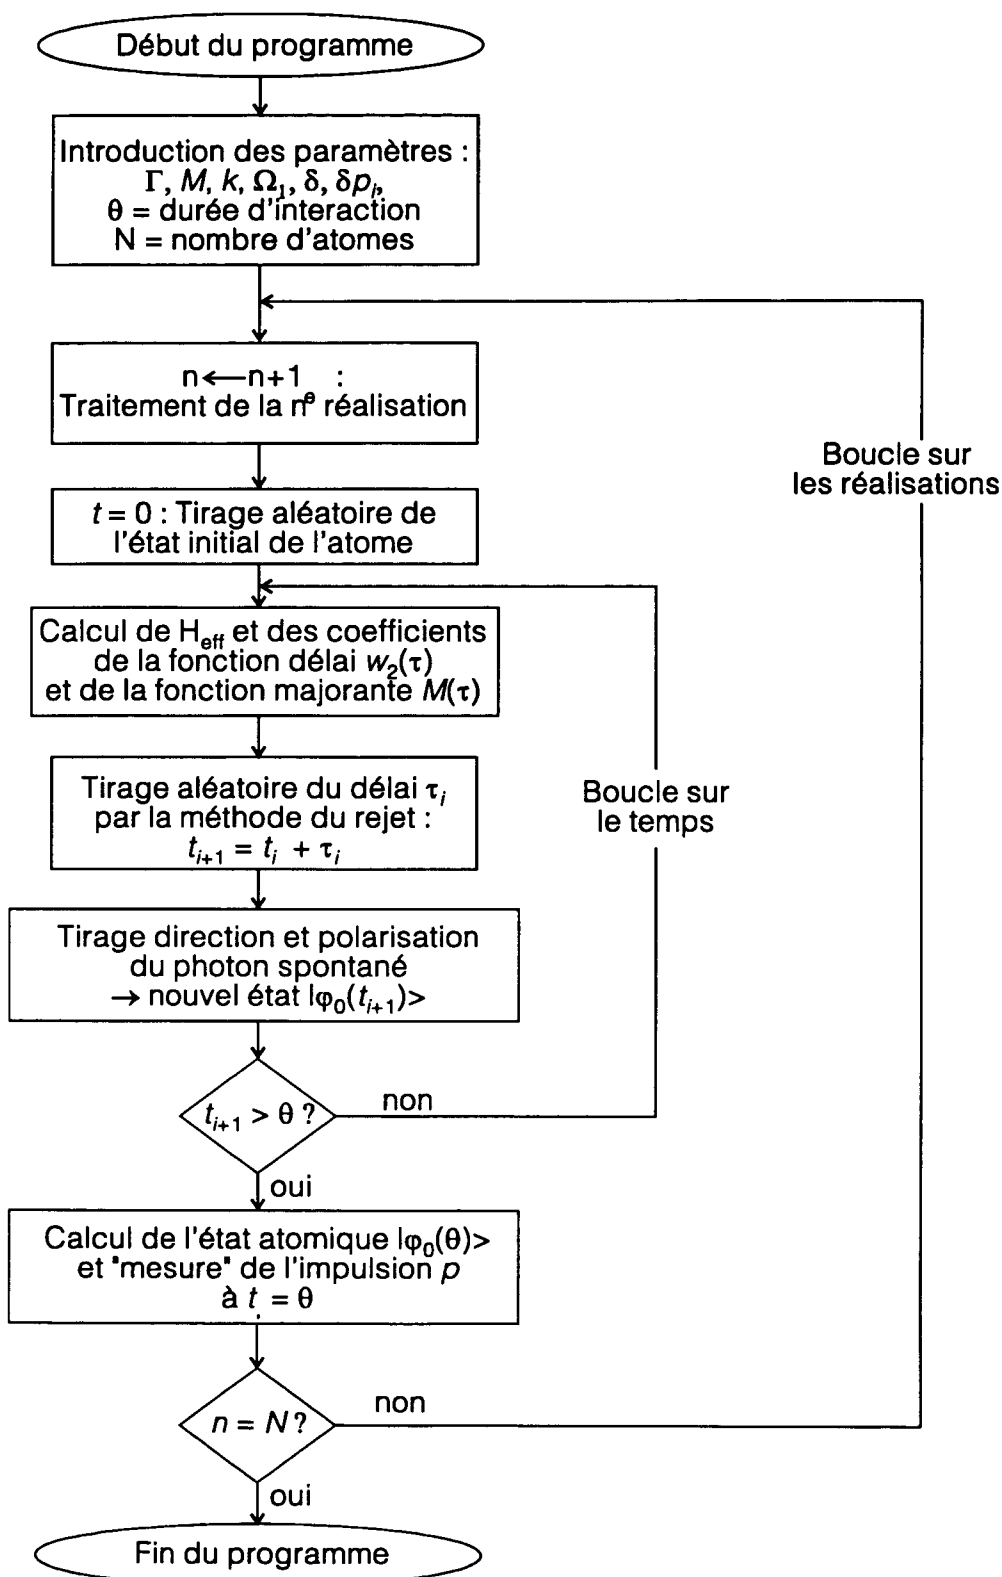 Début du programme
Introduction des paramètres :
Γ, M, k, Ω₁, δ, δpᵢ,
θ = durée d'interaction
N = nombre d'atomes
n⟵n+1 :
Traitement de la nᵉ réalisation
t = 0 : Tirage aléatoire de
l'état initial de l'atome
Calcul de H_eff et des coefficients
de la fonction délai w₂(τ)
et de la fonction majorante M(τ)
Tirage aléatoire du délai τᵢ
par la méthode du rejet :
tᵢ₊₁ = tᵢ + τᵢ
Tirage direction et polarisation
du photon spontané
→ nouvel état |φ₀(tᵢ₊₁)>
tᵢ₊₁ > θ ?
non
Boucle sur
le temps
oui
Calcul de l'état atomique |φ₀(θ)>
et "mesure" de l'impulsion p
à t = θ
n = N ?
non
Boucle sur
les réalisations
oui
Fin du programme